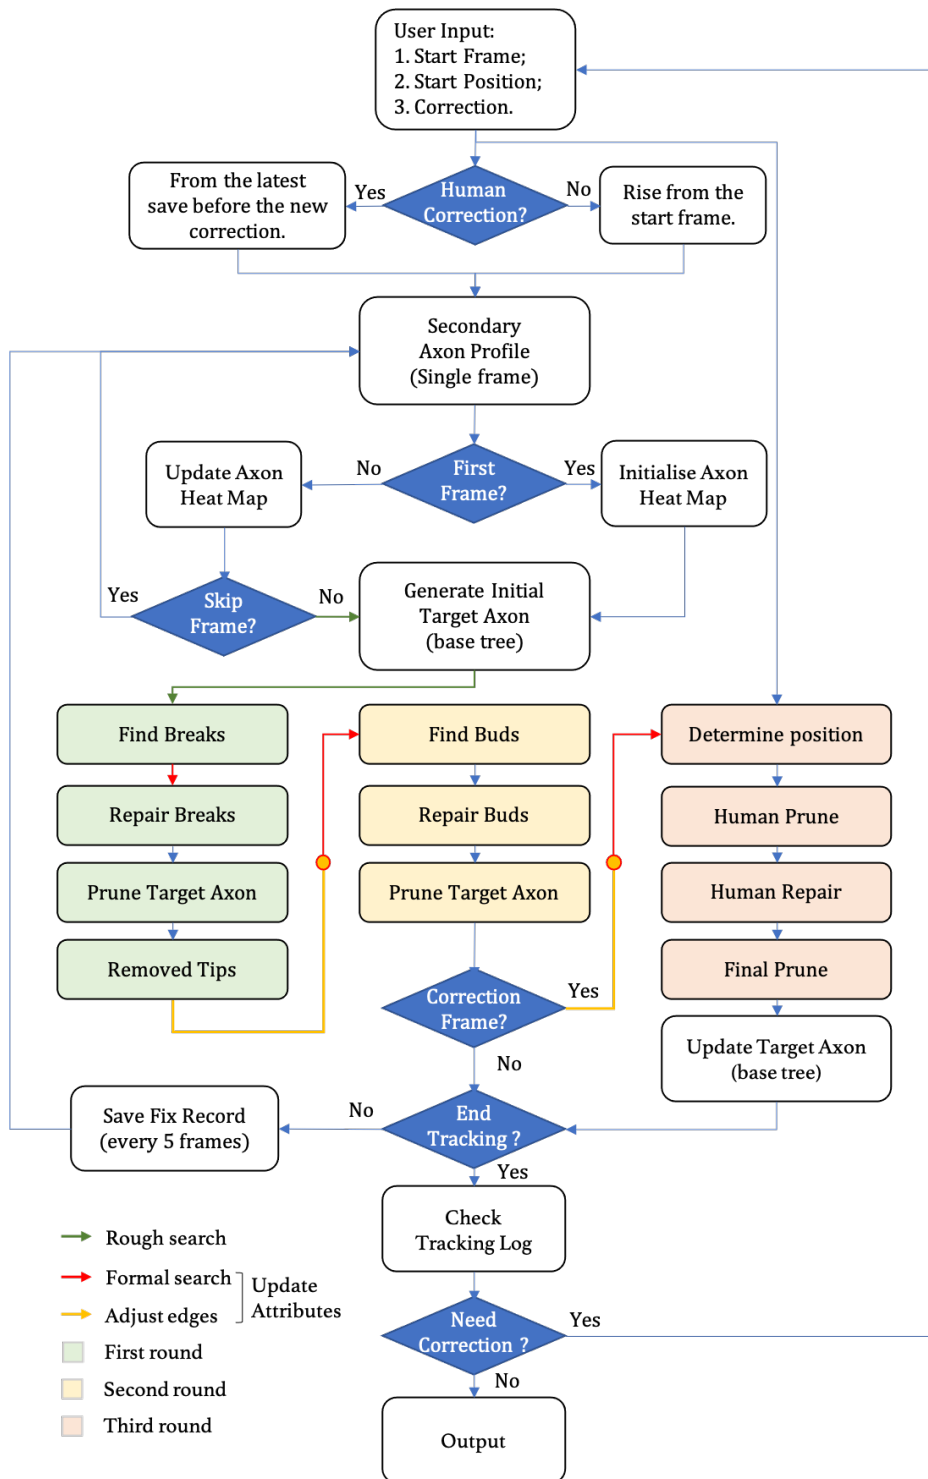 User Input:
1. Start Frame;
2. Start Position;
3. Correction.
From the latest
save before the new
correction.
Yes
Human
Correction?
No
Rise from the
start frame.
Secondary
Axon Profile
(Single frame)
Update Axon
Heat Map
No
First
Frame?
Yes
Initialise Axon
Heat Map
Yes
Skip
Frame?
No
Generate Initial
Target Axon
(base tree)
Find Breaks
Find Buds
Determine position
Repair Breaks
Repair Buds
Human Prune
Prune Target Axon
Prune Target Axon
Human Repair
Removed Tips
Final Prune
Correction
Frame?
Yes
No
Update Target Axon
(base tree)
Save Fix Record
(every 5 frames)
No
End
Tracking ?
Yes
Check
Tracking Log
Rough search
Formal search
Adjust edges
Update
Attributes
First round
Second round
Third round
Need
Correction ?
Yes
No
Output